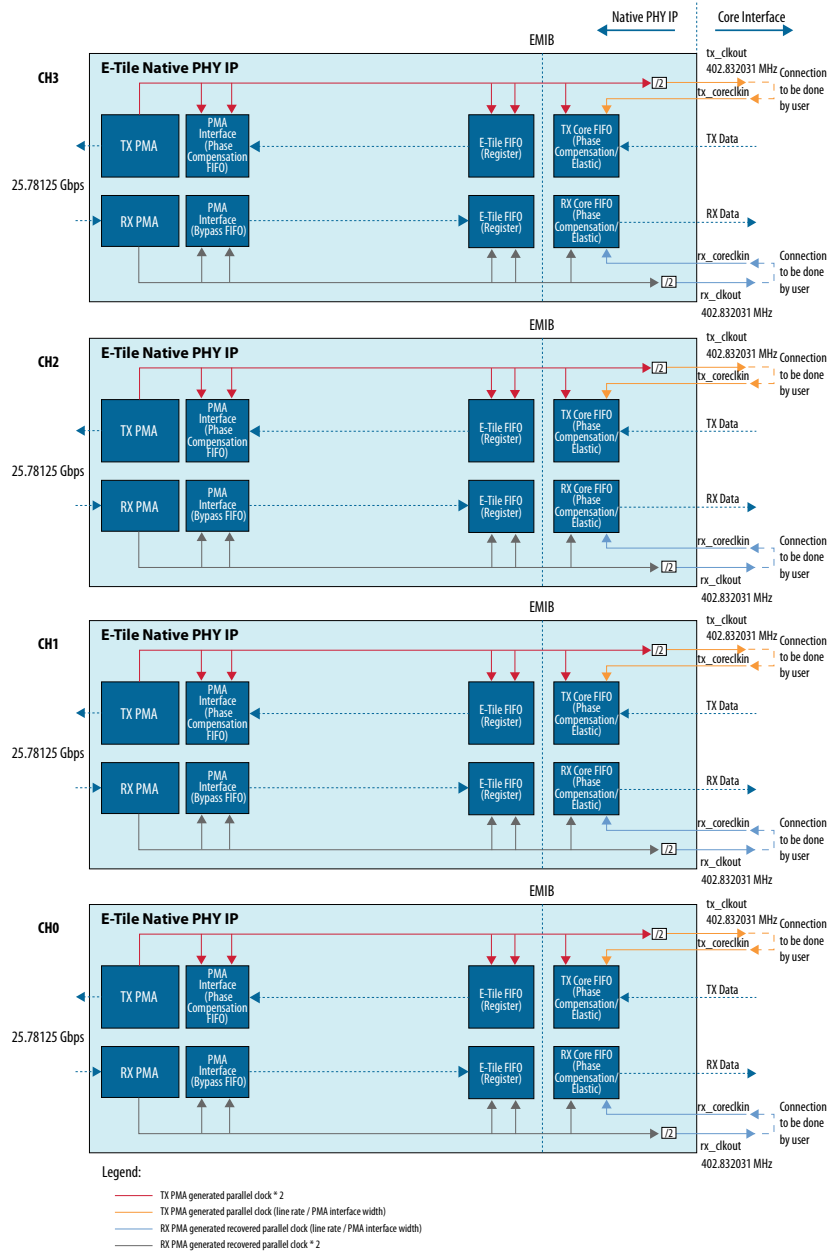 Native PHY IP
Core Interface
EMIB
CH3
E-Tile Native PHY IP
tx_clkout
402.832031 MHz
tx_coreclkin
Connection
to be done
by user
/2
TX PMA
PMA
Interface
(Phase
Compensation
FIFO)
E-Tile FIFO
(Register)
TX Core FIFO
(Phase
Compensation/
Elastic)
TX Data
25.78125 Gbps
RX PMA
PMA
Interface
(Bypass FIFO)
E-Tile FIFO
(Register)
RX Core FIFO
(Phase
Compensation/
Elastic)
RX Data
rx_coreclkin
Connection
to be done
by user
/2
rx_clkout
402.832031 MHz
EMIB
CH2
E-Tile Native PHY IP
tx_clkout
402.832031 MHz
tx_coreclkin
Connection
to be done
by user
/2
TX PMA
PMA
Interface
(Phase
Compensation
FIFO)
E-Tile FIFO
(Register)
TX Core FIFO
(Phase
Compensation/
Elastic)
TX Data
25.78125 Gbps
RX PMA
PMA
Interface
(Bypass FIFO)
E-Tile FIFO
(Register)
RX Core FIFO
(Phase
Compensation/
Elastic)
RX Data
rx_coreclkin
Connection
to be done
by user
/2
rx_clkout
402.832031 MHz
EMIB
CH1
E-Tile Native PHY IP
tx_clkout
402.832031 MHz
tx_coreclkin
Connection
to be done
by user
/2
TX PMA
PMA
Interface
(Phase
Compensation
FIFO)
E-Tile FIFO
(Register)
TX Core FIFO
(Phase
Compensation/
Elastic)
TX Data
25.78125 Gbps
RX PMA
PMA
Interface
(Bypass FIFO)
E-Tile FIFO
(Register)
RX Core FIFO
(Phase
Compensation/
Elastic)
RX Data
rx_coreclkin
Connection
to be done
by user
/2
rx_clkout
402.832031 MHz
EMIB
CH0
E-Tile Native PHY IP
tx_clkout
402.832031 MHz
tx_coreclkin
Connection
to be done
by user
/2
TX PMA
PMA
Interface
(Phase
Compensation
FIFO)
E-Tile FIFO
(Register)
TX Core FIFO
(Phase
Compensation/
Elastic)
TX Data
25.78125 Gbps
RX PMA
PMA
Interface
(Bypass FIFO)
E-Tile FIFO
(Register)
RX Core FIFO
(Phase
Compensation/
Elastic)
RX Data
rx_coreclkin
Connection
to be done
by user
/2
rx_clkout
402.832031 MHz
Legend:
TX PMA generated parallel clock * 2
TX PMA generated parallel clock (line rate / PMA interface width)
RX PMA generated recovered parallel clock (line rate / PMA interface width)
RX PMA generated recovered parallel clock * 2